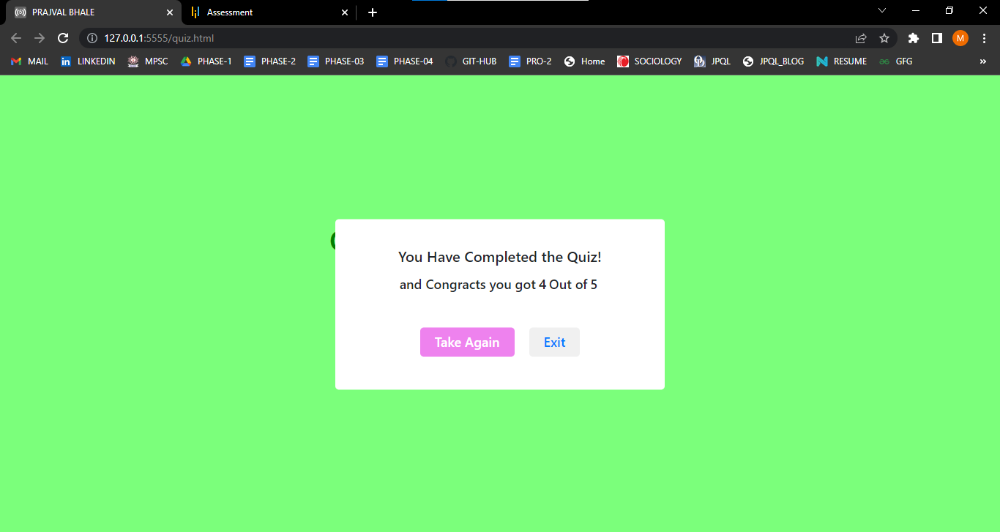 PRAJVAL BHALE
Assessment
127.0.0.1:5555/quiz.html
M
MAIL LINKEDIN MPSC PHASE-1 PHASE-2 PHASE-03 PHASE-04 GIT-HUB PRO-2 Home SOCIOLOGY JPQL JPQL_BLOG RESUME GFG »
You Have Completed the Quiz!
and Congracts you got 4 Out of 5
Take Again Exit